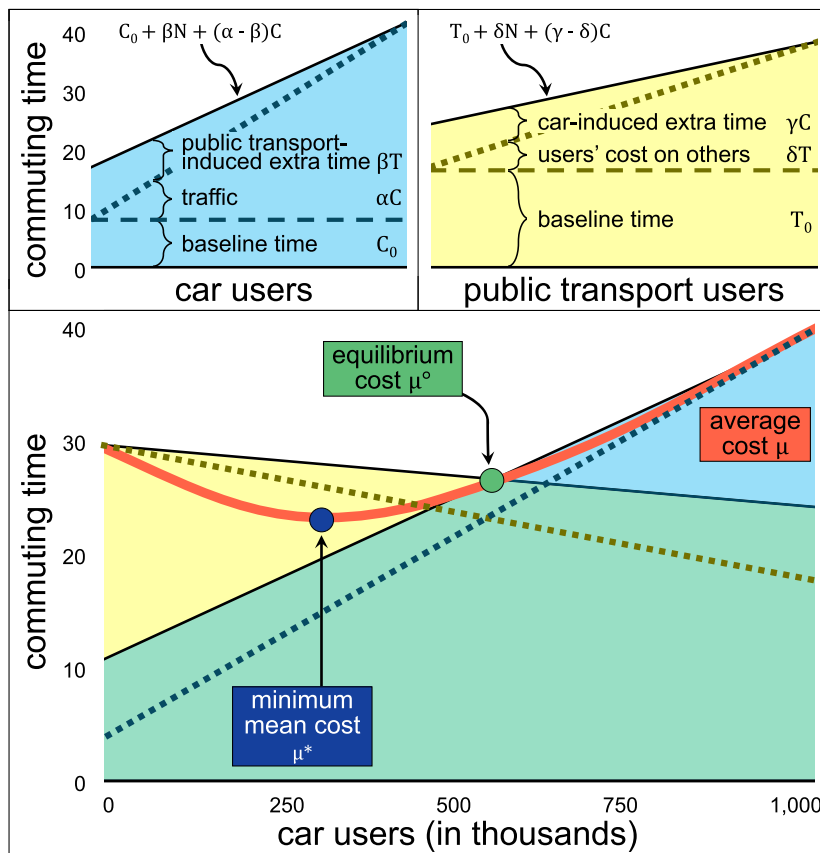 C₀ + βN + (α - β)C
commuting time
40
30
20
10
0
public transport-
induced extra time βT
traffic αC
baseline time C₀
car users
T₀ + δN + (γ - δ)C
car-induced extra time γC
users' cost on others δT
baseline time T₀
public transport users
commuting time
40
30
20
10
0
equilibrium
cost μ°
average
cost μ
minimum
mean cost
μ*
0 250 500 750 1,000
car users (in thousands)